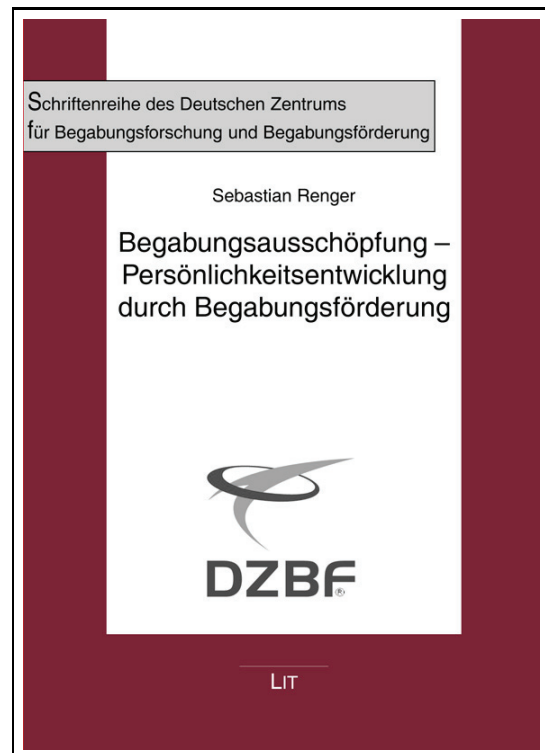 Schriftenreihe des Deutschen Zentrums
für Begabungsforschung und Begabungsförderung
Sebastian Renger
Begabungsausschöpfung –
Persönlichkeitsentwicklung
durch Begabungsförderung
DZBF®
LIT